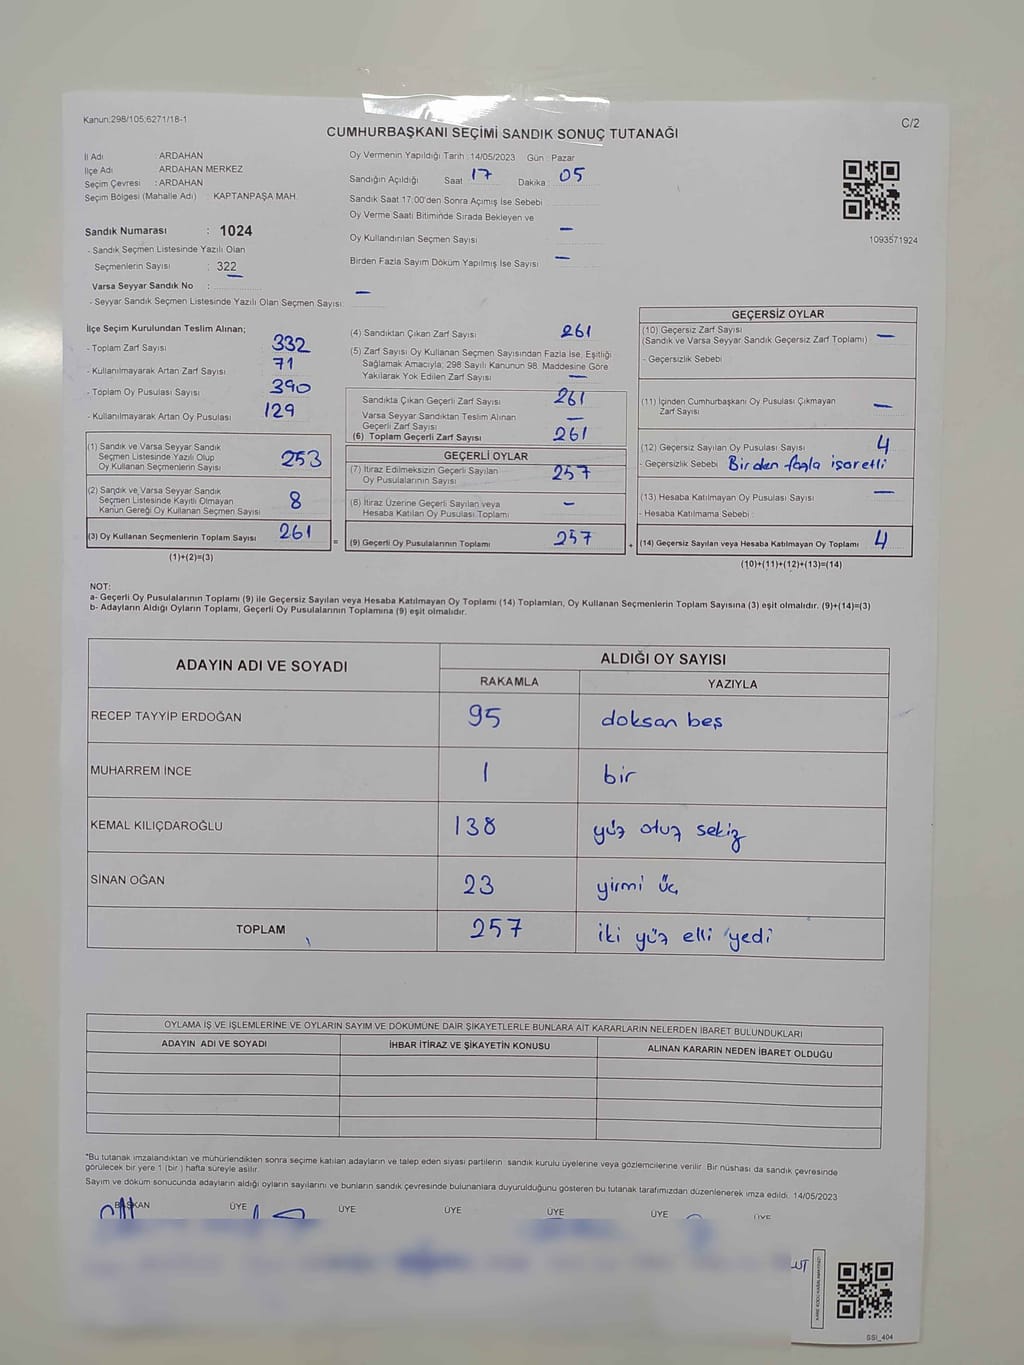 Kanun:298/105;6271/18-1
C/2
CUMHURBAŞKANI SEÇİMİ SANDIK SONUÇ TUTANAĞI
İl Adı : ARDAHAN
İlçe Adı : ARDAHAN MERKEZ
Seçim Çevresi : ARDAHAN
Seçim Bölgesi (Mahalle Adı) : KAPTANPAŞA MAH.
Sandık Numarası : 1024
- Sandık Seçmen Listesinde Yazılı Olan
Seçmenlerin Sayısı : 322
Varsa Seyyar Sandık No :
- Seyyar Sandık Seçmen Listesinde Yazılı Olan Seçmen Sayısı: —
Oy Vermenin Yapıldığı Tarih : 14/05/2023 Gün : Pazar
Sandığın Açıldığı Saat 17 Dakika : 05
Sandık Saat 17:00'den Sonra Açımış İse Sebebi
Oy Verme Saati Bitiminde Sırada Bekleyen ve
Oy Kullandırılan Seçmen Sayısı —
Birden Fazla Sayım Döküm Yapılmış İse Sayısı —
1093571924
İlçe Seçim Kurulundan Teslim Alınan;
- Toplam Zarf Sayısı : 332
- Kullanılmayarak Artan Zarf Sayısı : 71
- Toplam Oy Pusulası Sayısı : 390
- Kullanılmayarak Artan Oy Pusulası : 129
(1) Sandık ve Varsa Seyyar Sandık
Seçmen Listesinde Yazılı Olup
Oy Kullanan Seçmenlerin Sayısı 253
(2) Sandık ve Varsa Seyyar Sandık
Seçmen Listesinde Kayıtlı Olmayan
Kanun Gereği Oy Kullanan Seçmen Sayısı 8
(3) Oy Kullanan Seçmenlerin Toplam Sayısı 261
(1)+(2)=(3)
=
(4) Sandıktan Çıkan Zarf Sayısı 261
(5) Zarf Sayısı Oy Kullanan Seçmen Sayısından Fazla İse, Eşitliği
Sağlamak Amacıyla; 298 Sayılı Kanunun 98. Maddesine Göre
Yakılarak Yok Edilen Zarf Sayısı —
Sandıkta Çıkan Geçerli Zarf Sayısı 261
Varsa Seyyar Sandıktan Teslim Alınan
Geçerli Zarf Sayısı —
(6) Toplam Geçerli Zarf Sayısı 261
GEÇERLİ OYLAR
(7) İtiraz Edilmeksizin Geçerli Sayılan
Oy Pusulalarının Sayısı 257
(8) İtiraz Üzerine Geçerli Sayılan veya
Hesaba Katılan Oy Pusulası Toplamı —
(9) Geçerli Oy Pusulalarının Toplamı 257
+
GEÇERSİZ OYLAR
(10) Geçersiz Zarf Sayısı
(Sandık ve Varsa Seyyar Sandık Geçersiz Zarf Toplamı) —
- Geçersizlik Sebebi
(11) İçinden Cumhurbaşkanı Oy Pusulası Çıkmayan
Zarf Sayısı —
(12) Geçersiz Sayılan Oy Pusulası Sayısı 4
- Geçersizlik Sebebi Birden fazla işaretli
(13) Hesaba Katılmayan Oy Pusulası Sayısı —
- Hesaba Katılmama Sebebi :
(14) Geçersiz Sayılan veya Hesaba Katılmayan Oy Toplamı 4
(10)+(11)+(12)+(13)=(14)
NOT:
a- Geçerli Oy Pusulalarının Toplamı (9) ile Geçersiz Sayılan veya Hesaba Katılmayan Oy Toplamı (14) Toplamları, Oy Kullanan Seçmenlerin Toplam Sayısına (3) eşit olmalıdır. (9)+(14)=(3)
b- Adayların Aldığı Oyların Toplamı, Geçerli Oy Pusulalarının Toplamına (9) eşit olmalıdır.
ADAYIN ADI VE SOYADI
ALDIĞI OY SAYISI
RAKAMLA YAZIYLA
RECEP TAYYİP ERDOĞAN 95 doksan beş
MUHARREM İNCE 1 bir
KEMAL KILIÇDAROĞLU 138 yüz otuz sekiz
SİNAN OĞAN 23 yirmi üç
TOPLAM 257 iki yüz elli yedi
OYLAMA İŞ VE İŞLEMLERİNE VE OYLARIN SAYIM VE DÖKÜMÜNE DAİR ŞİKAYETLERLE BUNLARA AİT KARARLARIN NELERDEN İBARET BULUNDUKLARI
ADAYIN ADI VE SOYADI İHBAR İTİRAZ VE ŞİKAYETİN KONUSU ALINAN KARARIN NEDEN İBARET OLDUĞU
*Bu tutanak imzalandıktan ve mühürlendikten sonra seçime katılan adayların ve talep eden siyasi partilerin sandık kurulu üyelerine veya gözlemcilerine verilir. Bir nüshası da sandık çevresinde
görülecek bir yere 1 (bir ) hafta süreyle asılır.
Sayım ve döküm sonucunda adayların aldığı oyların sayılarını ve bunların sandık çevresinde bulunanlara duyurulduğunu gösteren bu tutanak tarafımızdan düzenlenerek imza edildi. 14/05/2023
BAŞKAN ÜYE ÜYE ÜYE ÜYE ÜYE ÜYE
SSI_404